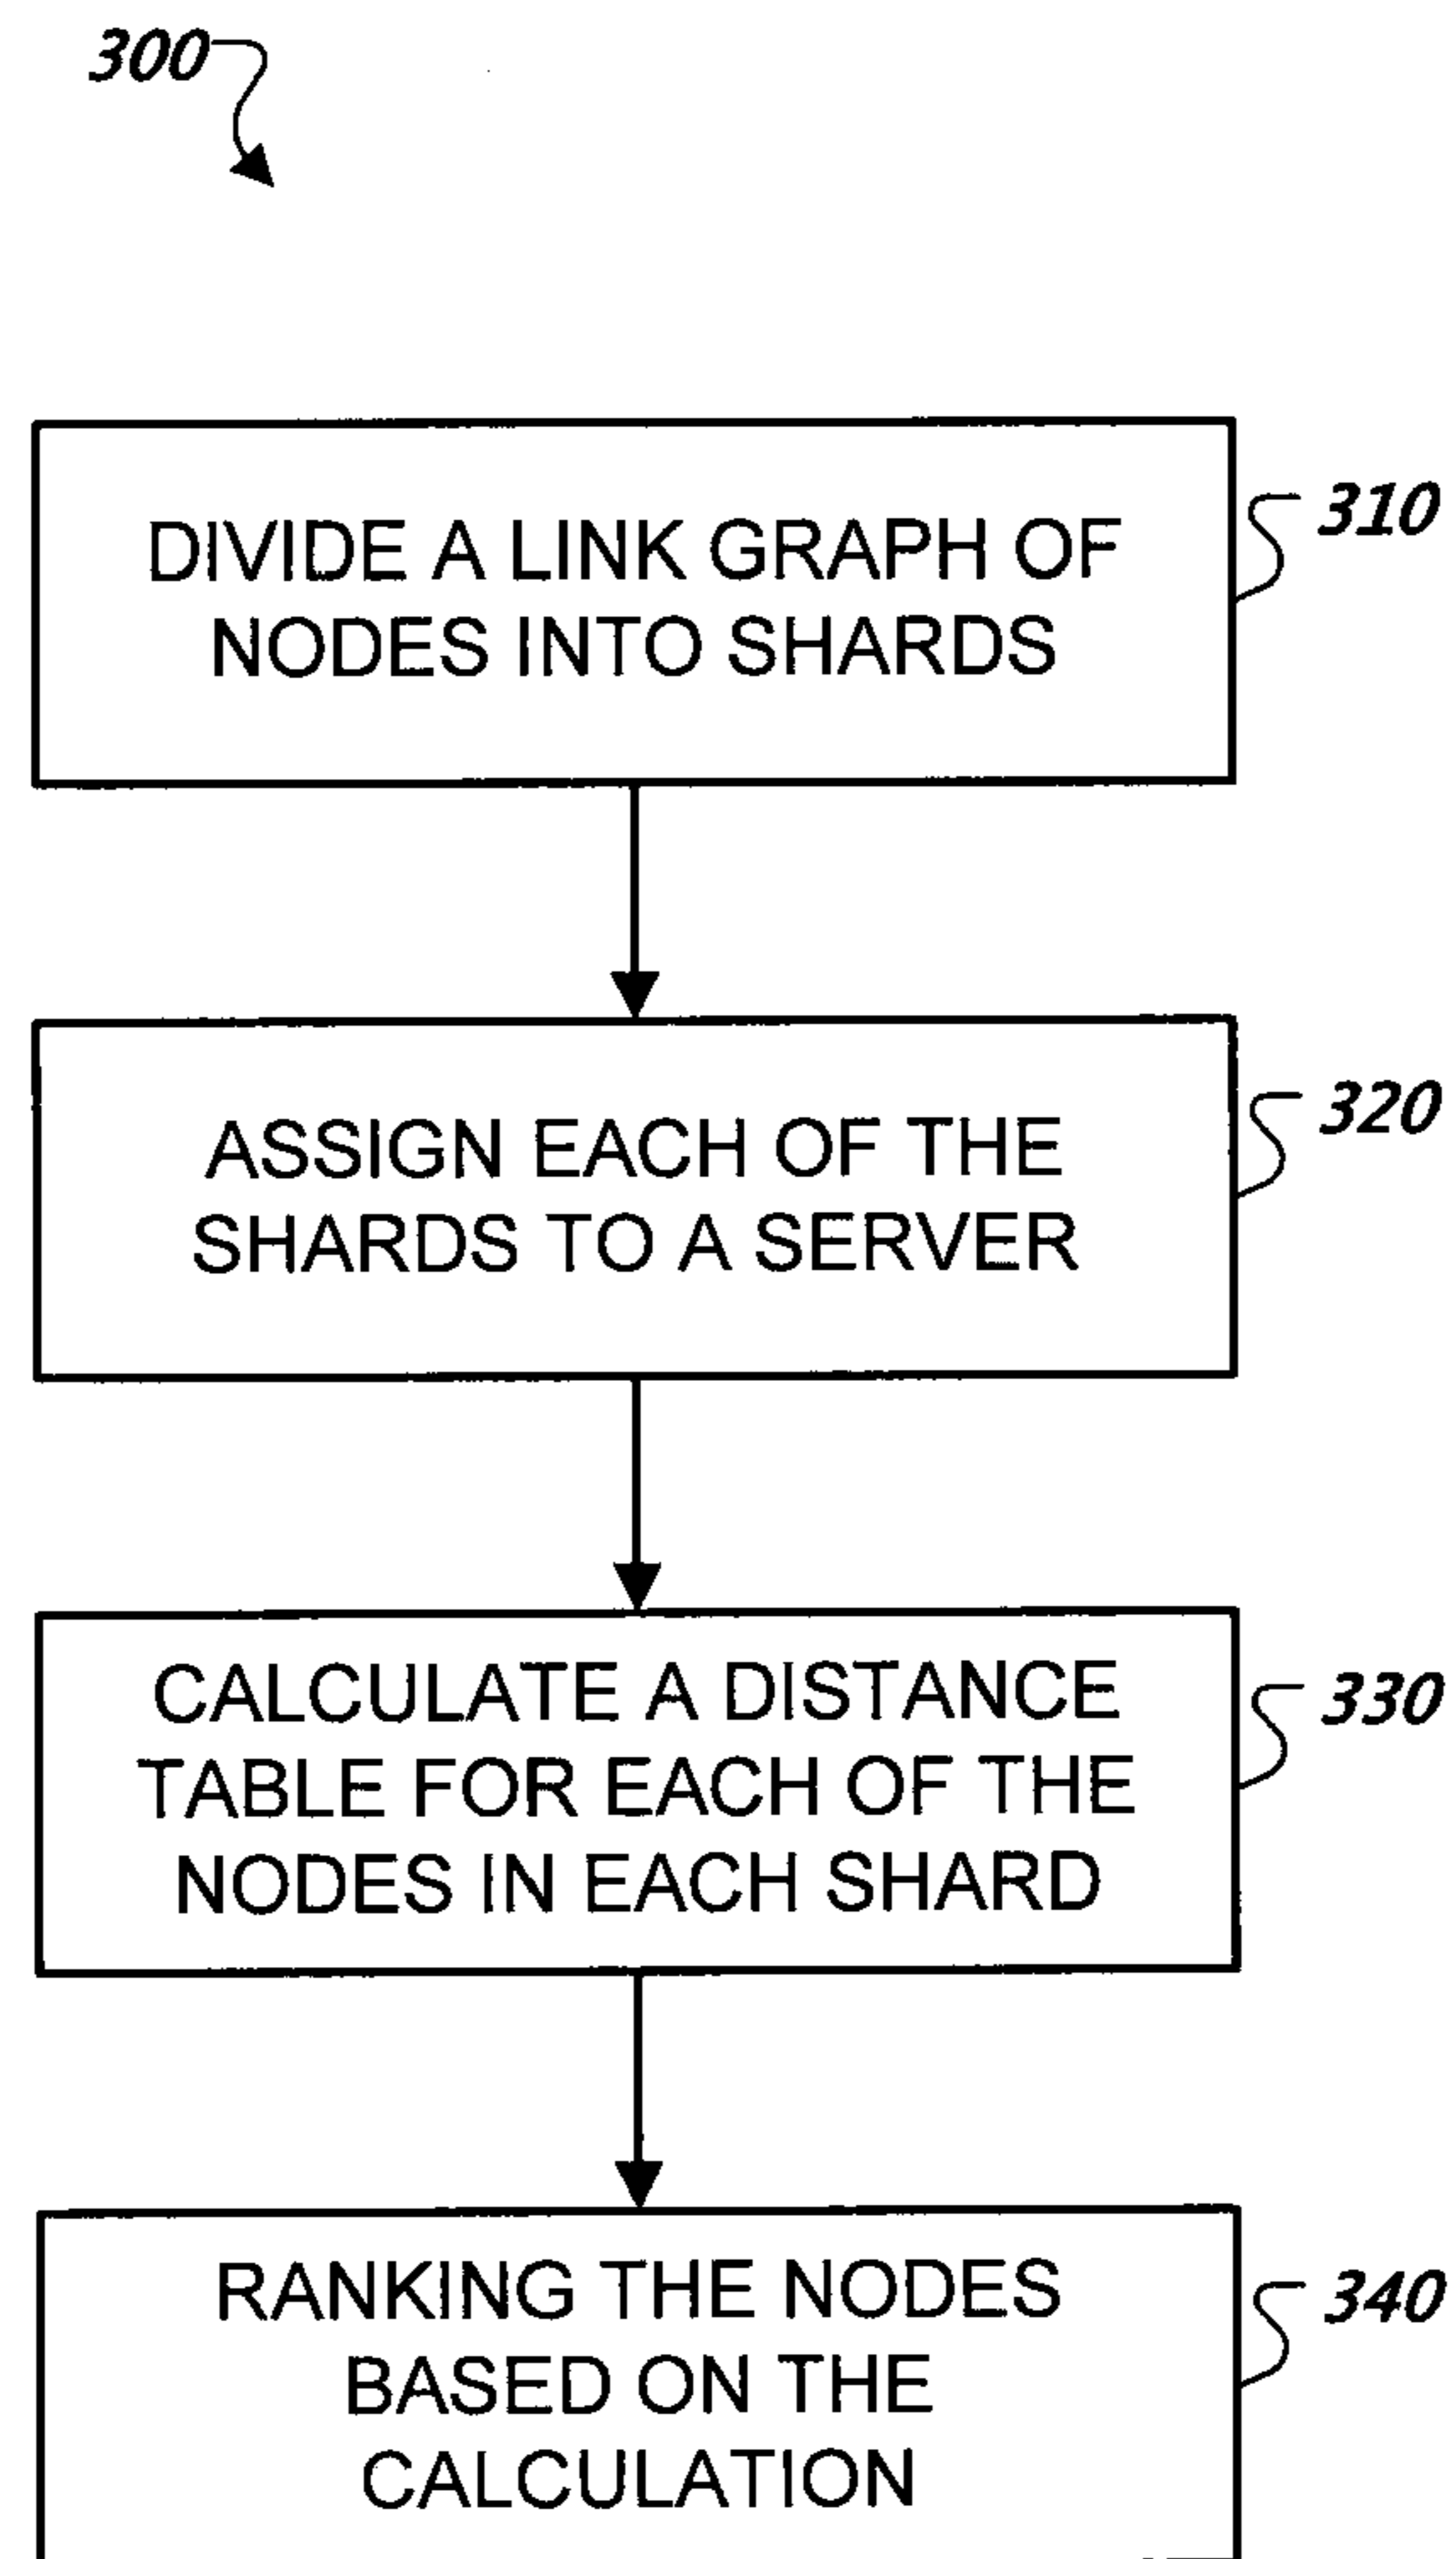 300
DIVIDE A LINK GRAPH OF
NODES INTO SHARDS
310
ASSIGN EACH OF THE
SHARDS TO A SERVER
320
CALCULATE A DISTANCE
TABLE FOR EACH OF THE
NODES IN EACH SHARD
330
RANKING THE NODES
BASED ON THE
CALCULATION
340